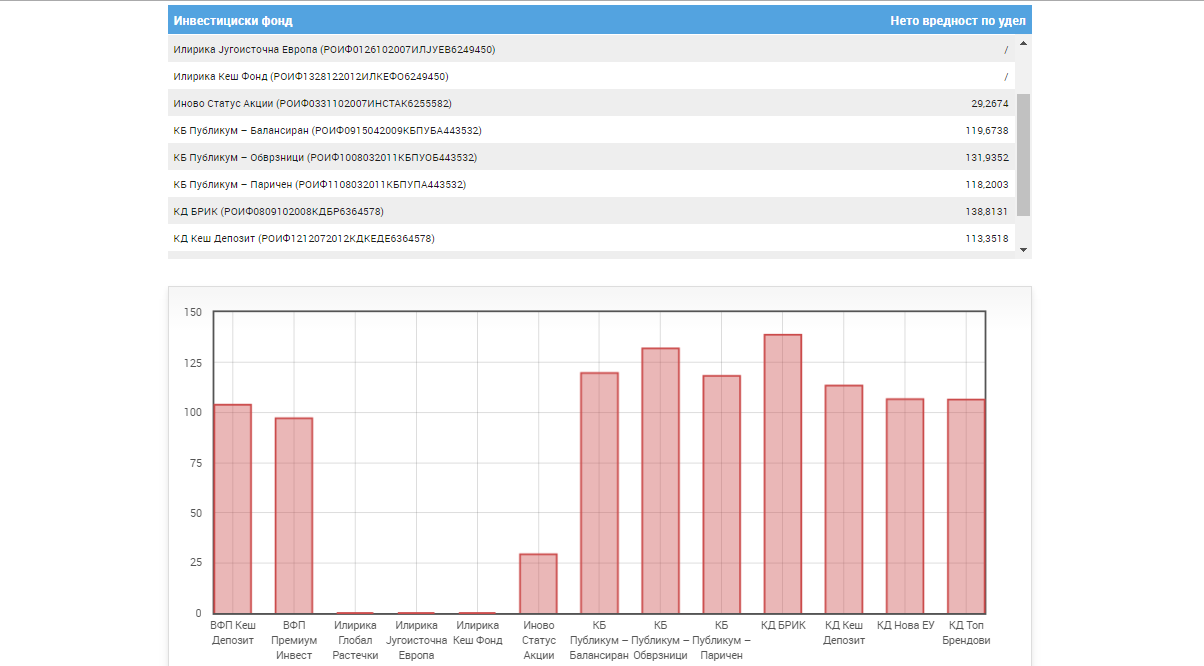 Инвестициски фонд Нето вредност по удел
Илирика Југоисточна Европа (РОИФ0126102007ИЛЈУЕВ6249450) /
Илирика Кеш Фонд (РОИФ1328122012ИЛКЕФО6249450) /
Иново Статус Акции (РОИФ0331102007ИНСТАК6255582) 29,2674
КБ Публикум – Балансиран (РОИФ0915042009КБПУБА443532) 119,6738
КБ Публикум – Обврзници (РОИФ1008032011КБПУОБ443532) 131,9352
КБ Публикум – Паричен (РОИФ1108032011КБПУПА443532) 118,2003
КД БРИК (РОИФ0809102008КДБР6364578) 138,8131
КД Кеш Депозит (РОИФ1212072012КДКЕДЕ6364578) 113,3518
150
125
100
75
50
25
0
ВФП Кеш ВФП Илирика Илирика Илирика Иново КБ КБ КБ КД БРИК КД Кеш КД Нова ЕУ КД Топ
Депозит Премиум Глобал Југоисточна Кеш Фонд Статус Публикум – Публикум – Публикум – Депозит Брендови
Инвест Растечки Европа Акции Балансиран Обврзници Паричен